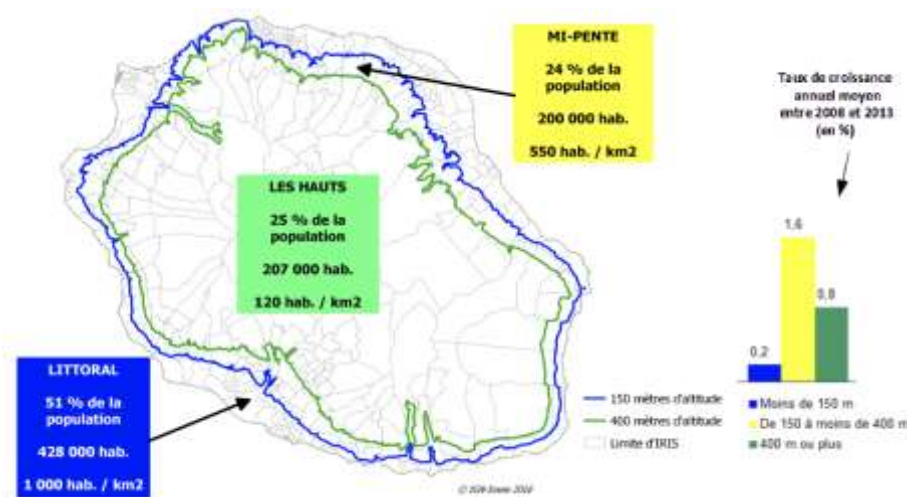 MI-PENTE
24 % de la
population
200 000 hab.
550 hab. / km2
Taux de croissance
annuel moyen
entre 2008 et 2013
(en %)
LES HAUTS
25 % de la
population
207 000 hab.
120 hab. / km2
1,6
0,8
0,2
LITTORAL
51 % de la
population
428 000 hab.
1 000 hab. / km2
150 mètres d'altitude
400 mètres d'altitude
Limite d'IRIS
Moins de 150 m
De 150 à moins de 400 m
400 m ou plus
© IGN-Insee 2016